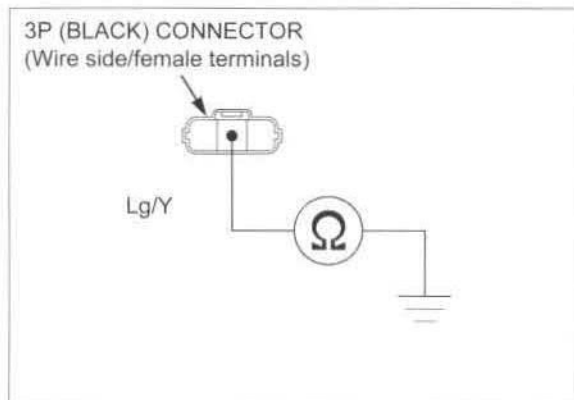 3P (BLACK) CONNECTOR
(Wire side/female terminals)
Lg/Y
Ω